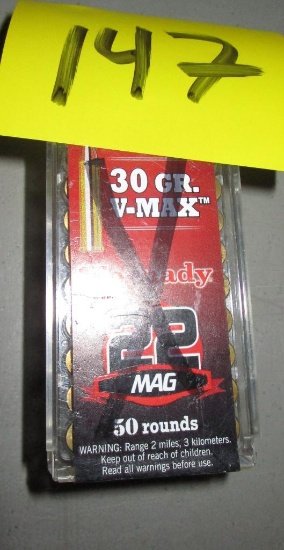 147
30 GR.
V-MAX™
Hornady
22
MAG
50 rounds
WARNING: Range 2 miles, 3 kilometers.
Keep out of reach of children.
Read all warnings before use.